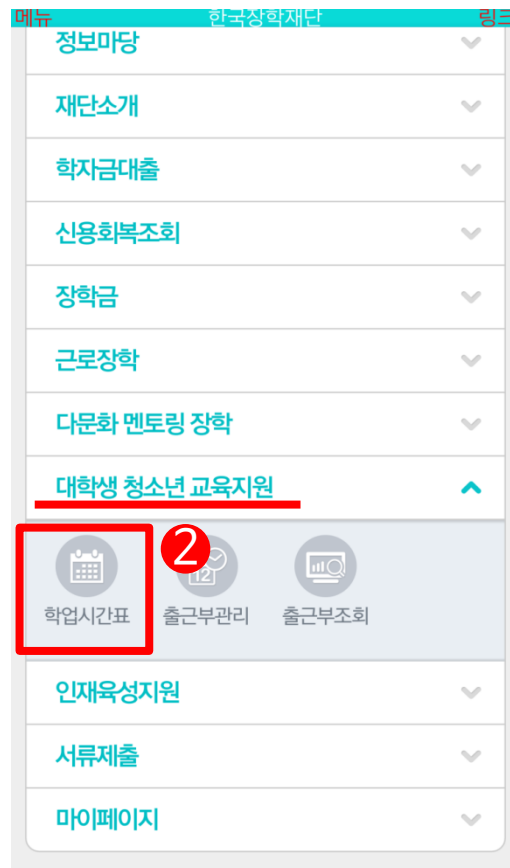 메뉴 한국장학재단 링크
정보마당
재단소개
학자금대출
신용회복조회
장학금
근로장학
다문화 멘토링 장학
대학생 청소년 교육지원
2
12
학업시간표 출근부관리 출근부조회
인재육성지원
서류제출
마이페이지